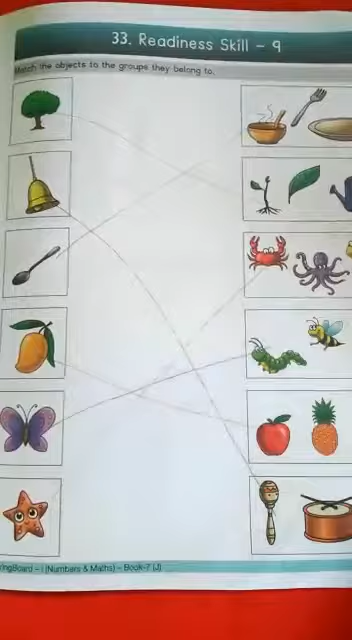 33. Readiness Skill - 9
Match the objects to the groups they belong to.
(Numbers & Maths) - Book-7 (J)